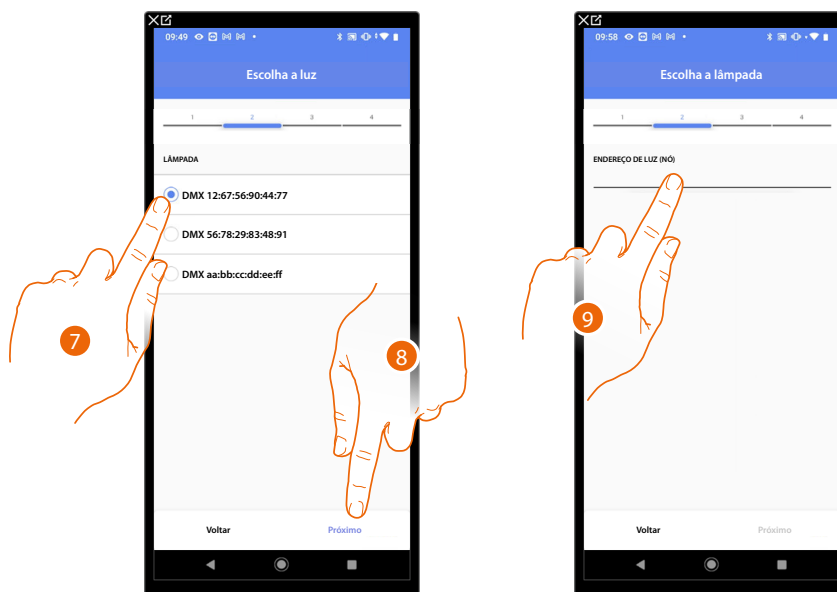 09:49
Escolha a luz
1 2 3 4
LÂMPADA
DMX 12:67:56:90:44:77
DMX 56:78:29:83:48:91
DMX aa:bb:cc:dd:ee:ff
7
8
Voltar Próximo
09:58
Escolha a lâmpada
1 2 3 4
ENDEREÇO DE LUZ (NÓ)
9
Voltar Próximo